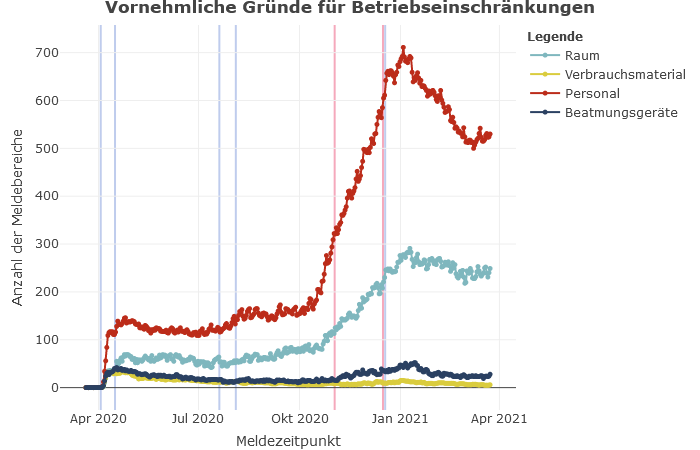 Vornehmliche Gründe für Betriebseinschränkungen
Legende
Raum
Verbrauchsmaterial
Personal
Beatmungsgeräte
Anzahl der Meldebereiche
700
600
500
400
300
200
100
0
Apr 2020
Jul 2020
Okt 2020
Jan 2021
Apr 2021
Meldezeitpunkt